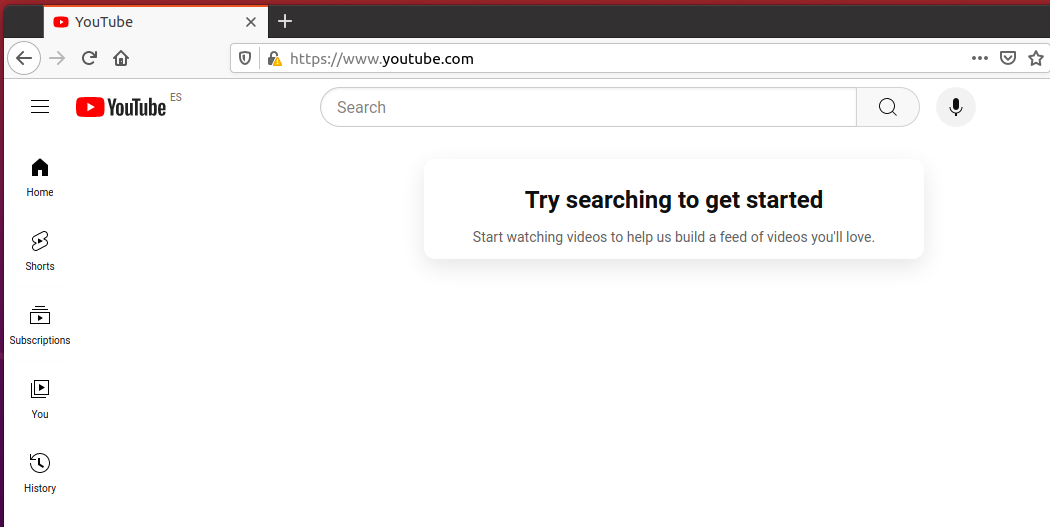 YouTube
https://www.youtube.com
YouTube ES
Search
Home
Try searching to get started
Start watching videos to help us build a feed of videos you'll love.
Shorts
Subscriptions
You
History